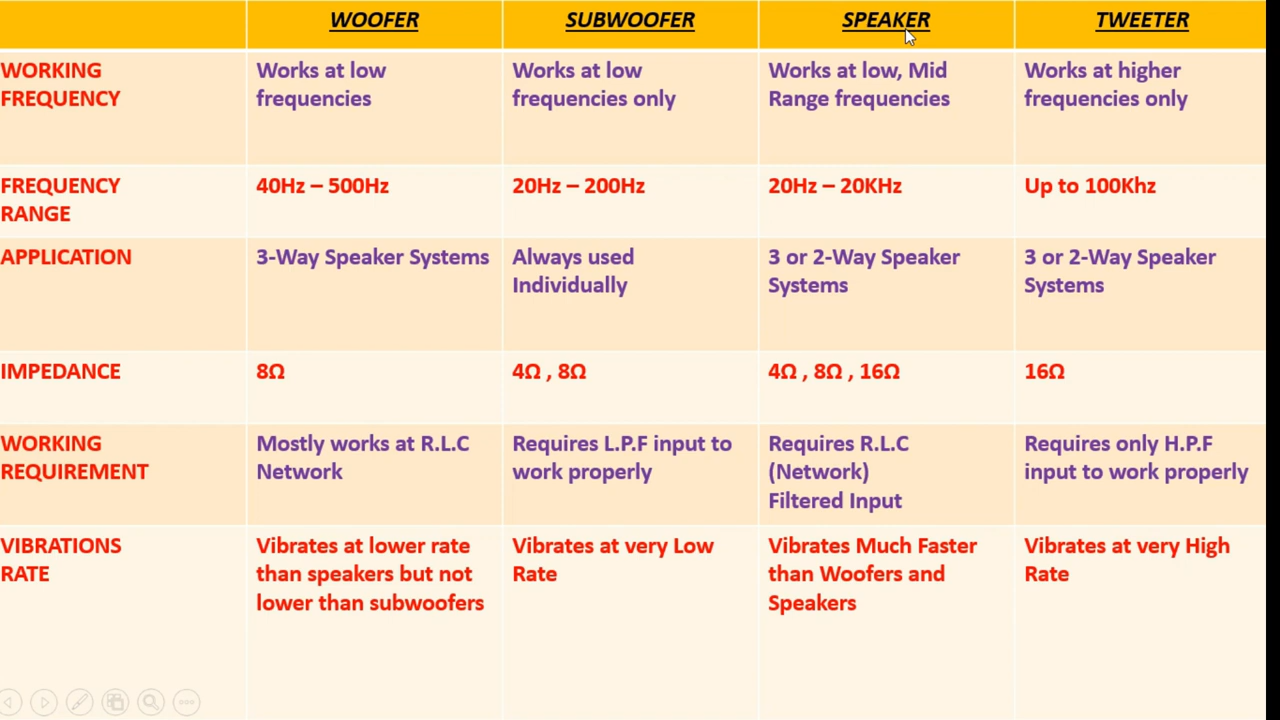 WOOFER SUBWOOFER SPEAKER TWEETER
WORKING FREQUENCY
Works at low
frequencies
Works at low
frequencies only
Works at low, Mid
Range frequencies
Works at higher
frequencies only
FREQUENCY
RANGE
40Hz – 500Hz
20Hz – 200Hz
20Hz – 20KHz
Up to 100Khz
APPLICATION
3-Way Speaker Systems
Always used
Individually
3 or 2-Way Speaker
Systems
3 or 2-Way Speaker
Systems
IMPEDANCE
8Ω
4Ω , 8Ω
4Ω , 8Ω , 16Ω
16Ω
WORKING
REQUIREMENT
Mostly works at R.L.C
Network
Requires L.P.F input to
work properly
Requires R.L.C
(Network)
Filtered Input
Requires only H.P.F
input to work properly
VIBRATIONS
RATE
Vibrates at lower rate
than speakers but not
lower than subwoofers
Vibrates at very Low
Rate
Vibrates Much Faster
than Woofers and
Speakers
Vibrates at very High
Rate